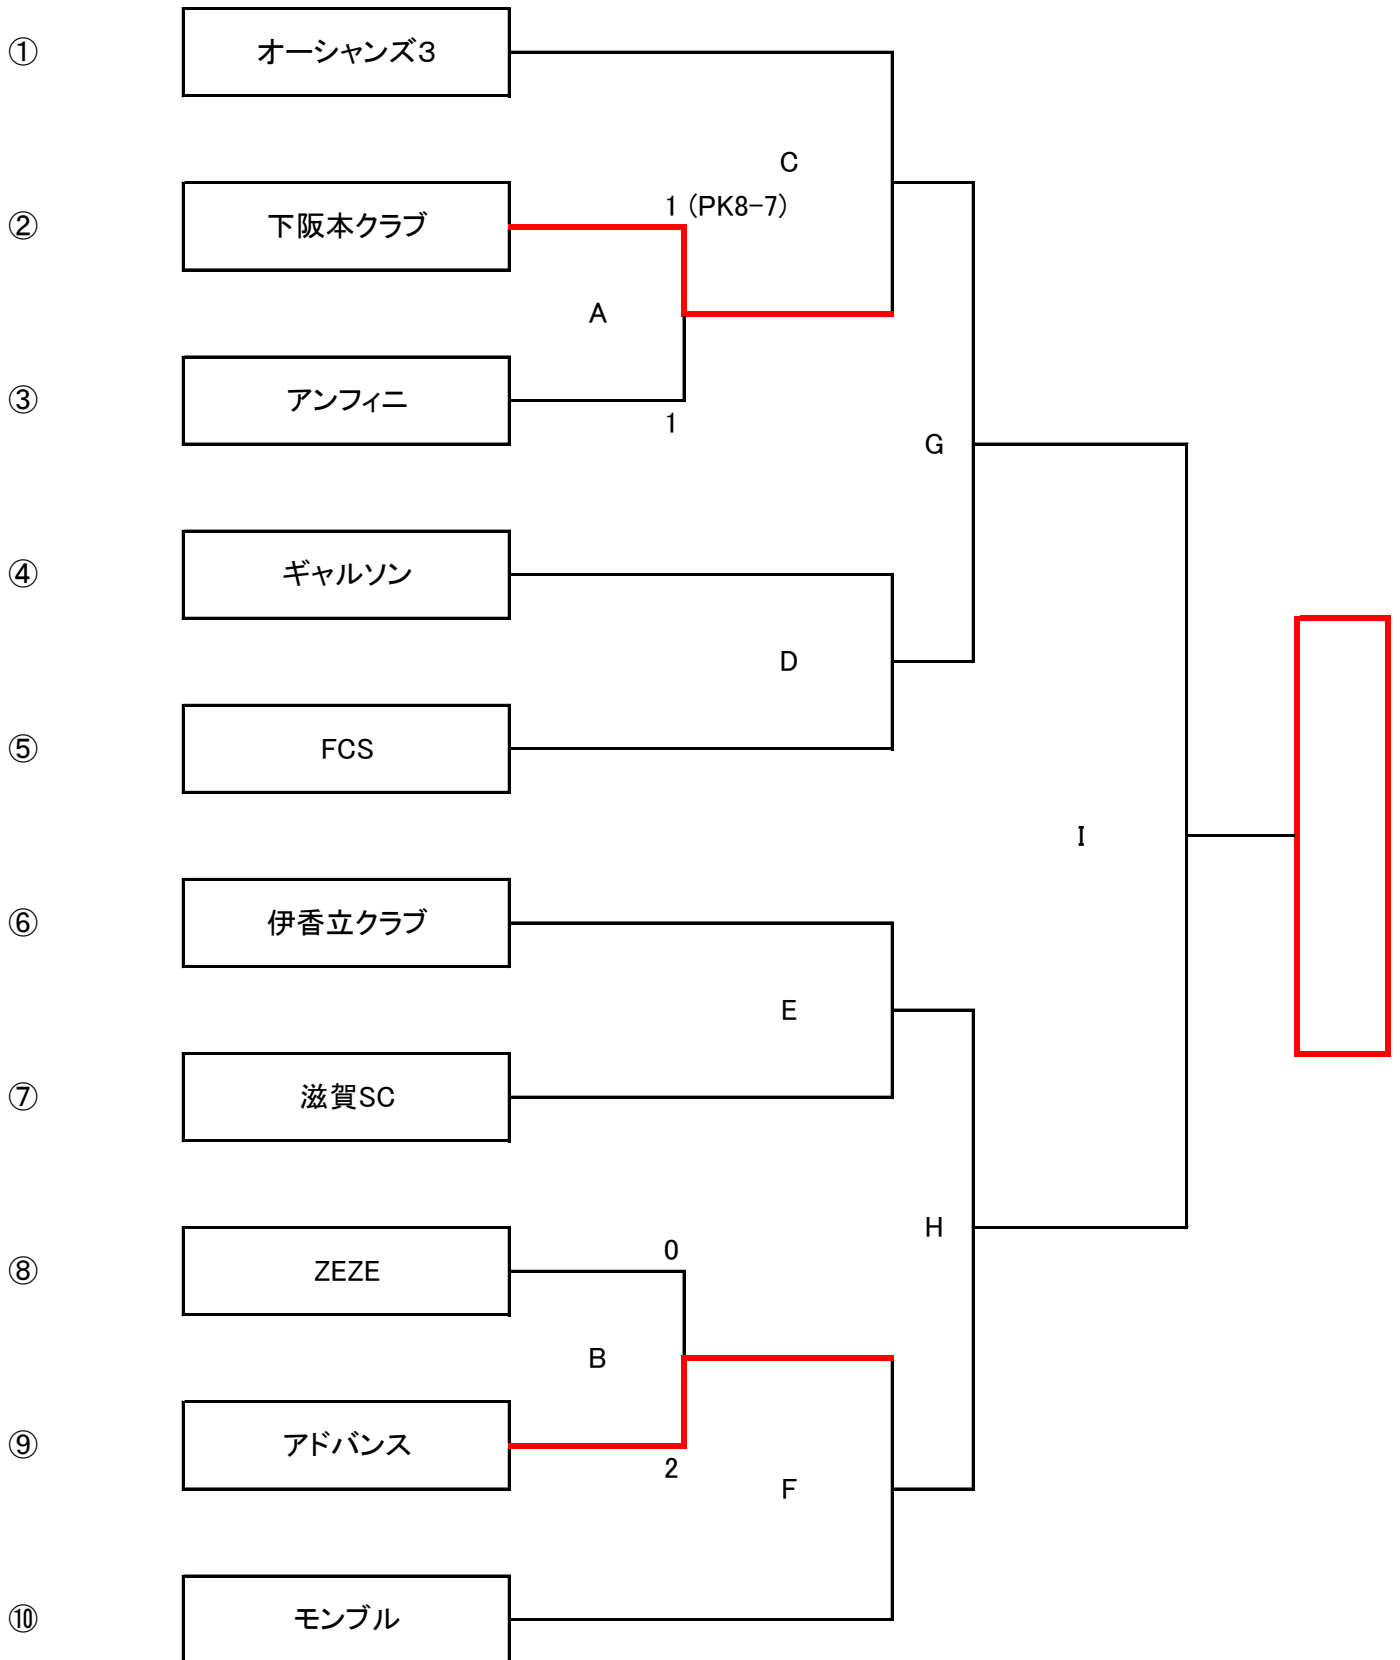 ① オーシャンズ3
C
② 下阪本クラブ 1 (PK8-7)
A
③ アンフィニ 1
G
④ ギャルソン
D
⑤ FCS
I
⑥ 伊香立クラブ
E
⑦ 滋賀SC
H
⑧ ZEZE 0
B
⑨ アドバンス 2
F
⑩ モンブル